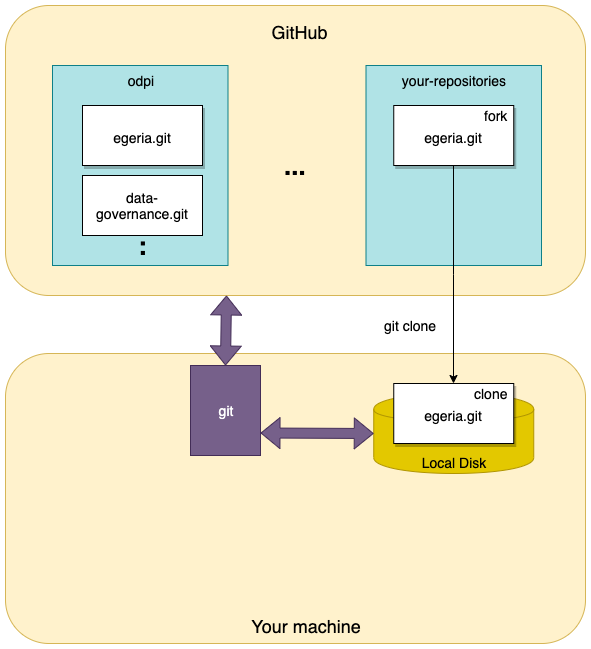 GitHub
odpi
egeria.git
data-
governance.git
:
...
your-repositories
fork
egeria.git
git clone
git
clone
egeria.git
Local Disk
Your machine